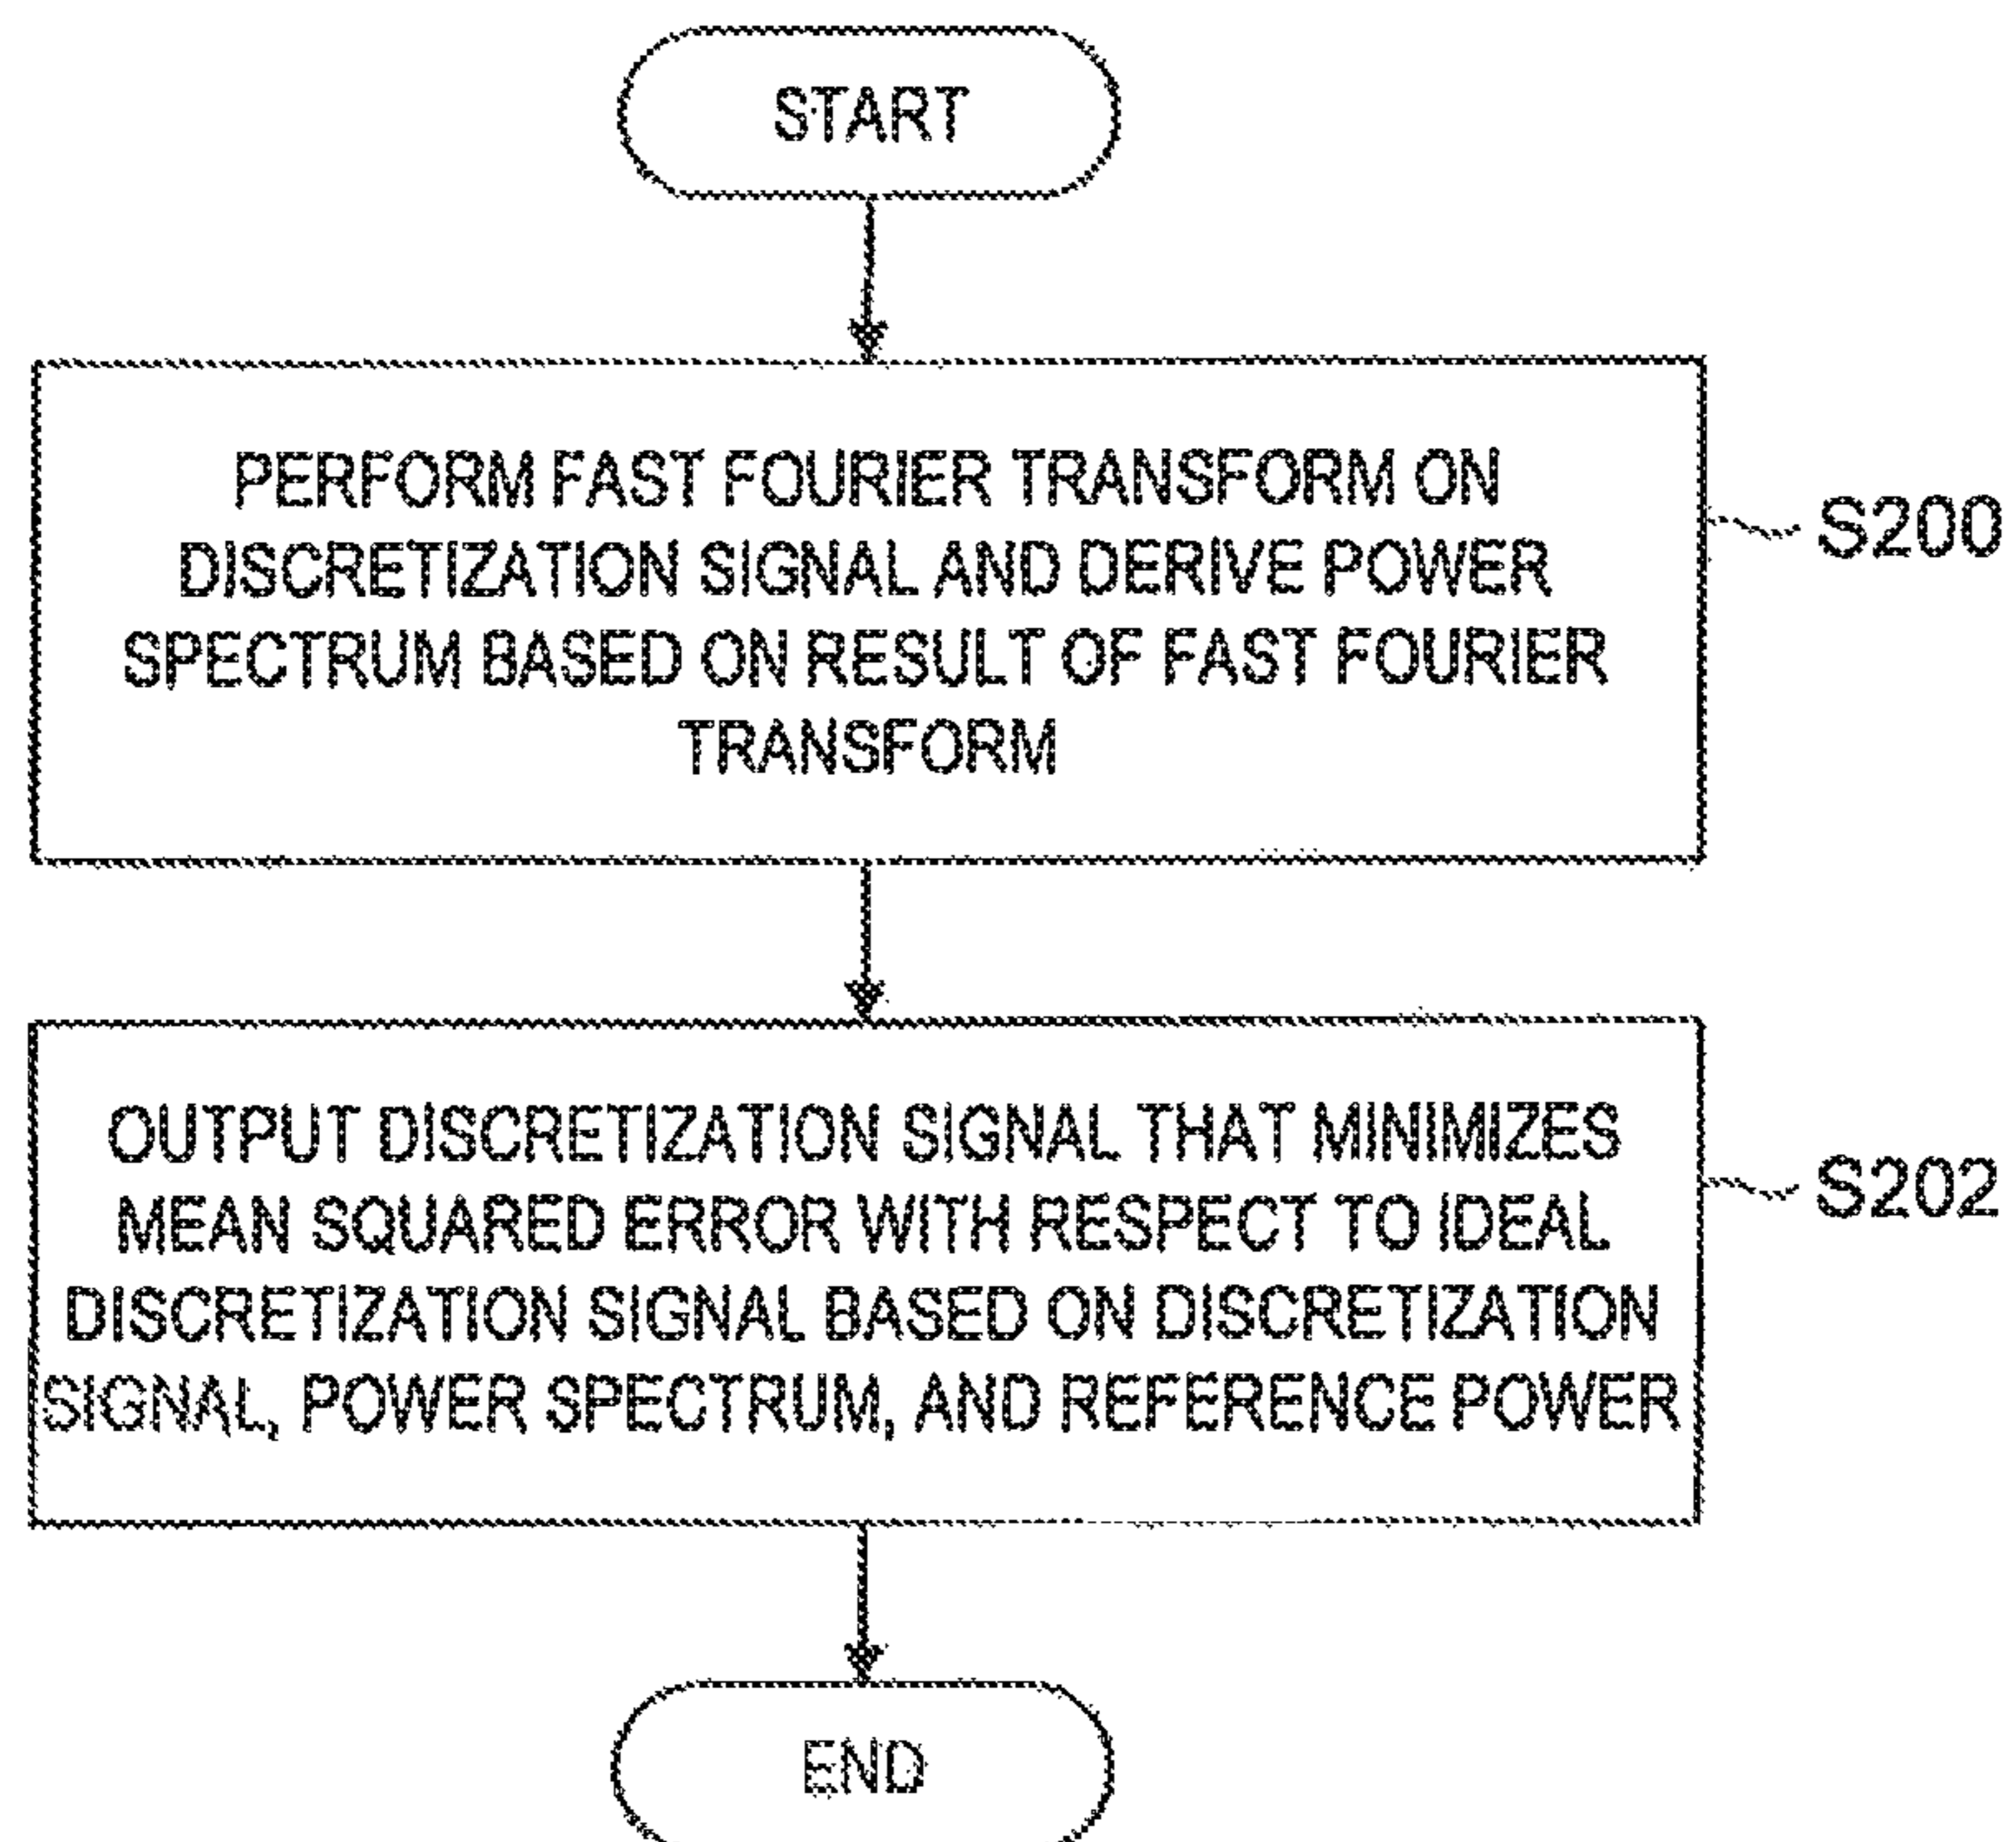 START
PERFORM FAST FOURIER TRANSFORM ON
DISCRETIZATION SIGNAL AND DERIVE POWER
SPECTRUM BASED ON RESULT OF FAST FOURIER
TRANSFORM
S200
OUTPUT DISCRETIZATION SIGNAL THAT MINIMIZES
MEAN SQUARED ERROR WITH RESPECT TO IDEAL
DISCRETIZATION SIGNAL BASED ON DISCRETIZATION
SIGNAL, POWER SPECTRUM, AND REFERENCE POWER
S202
END